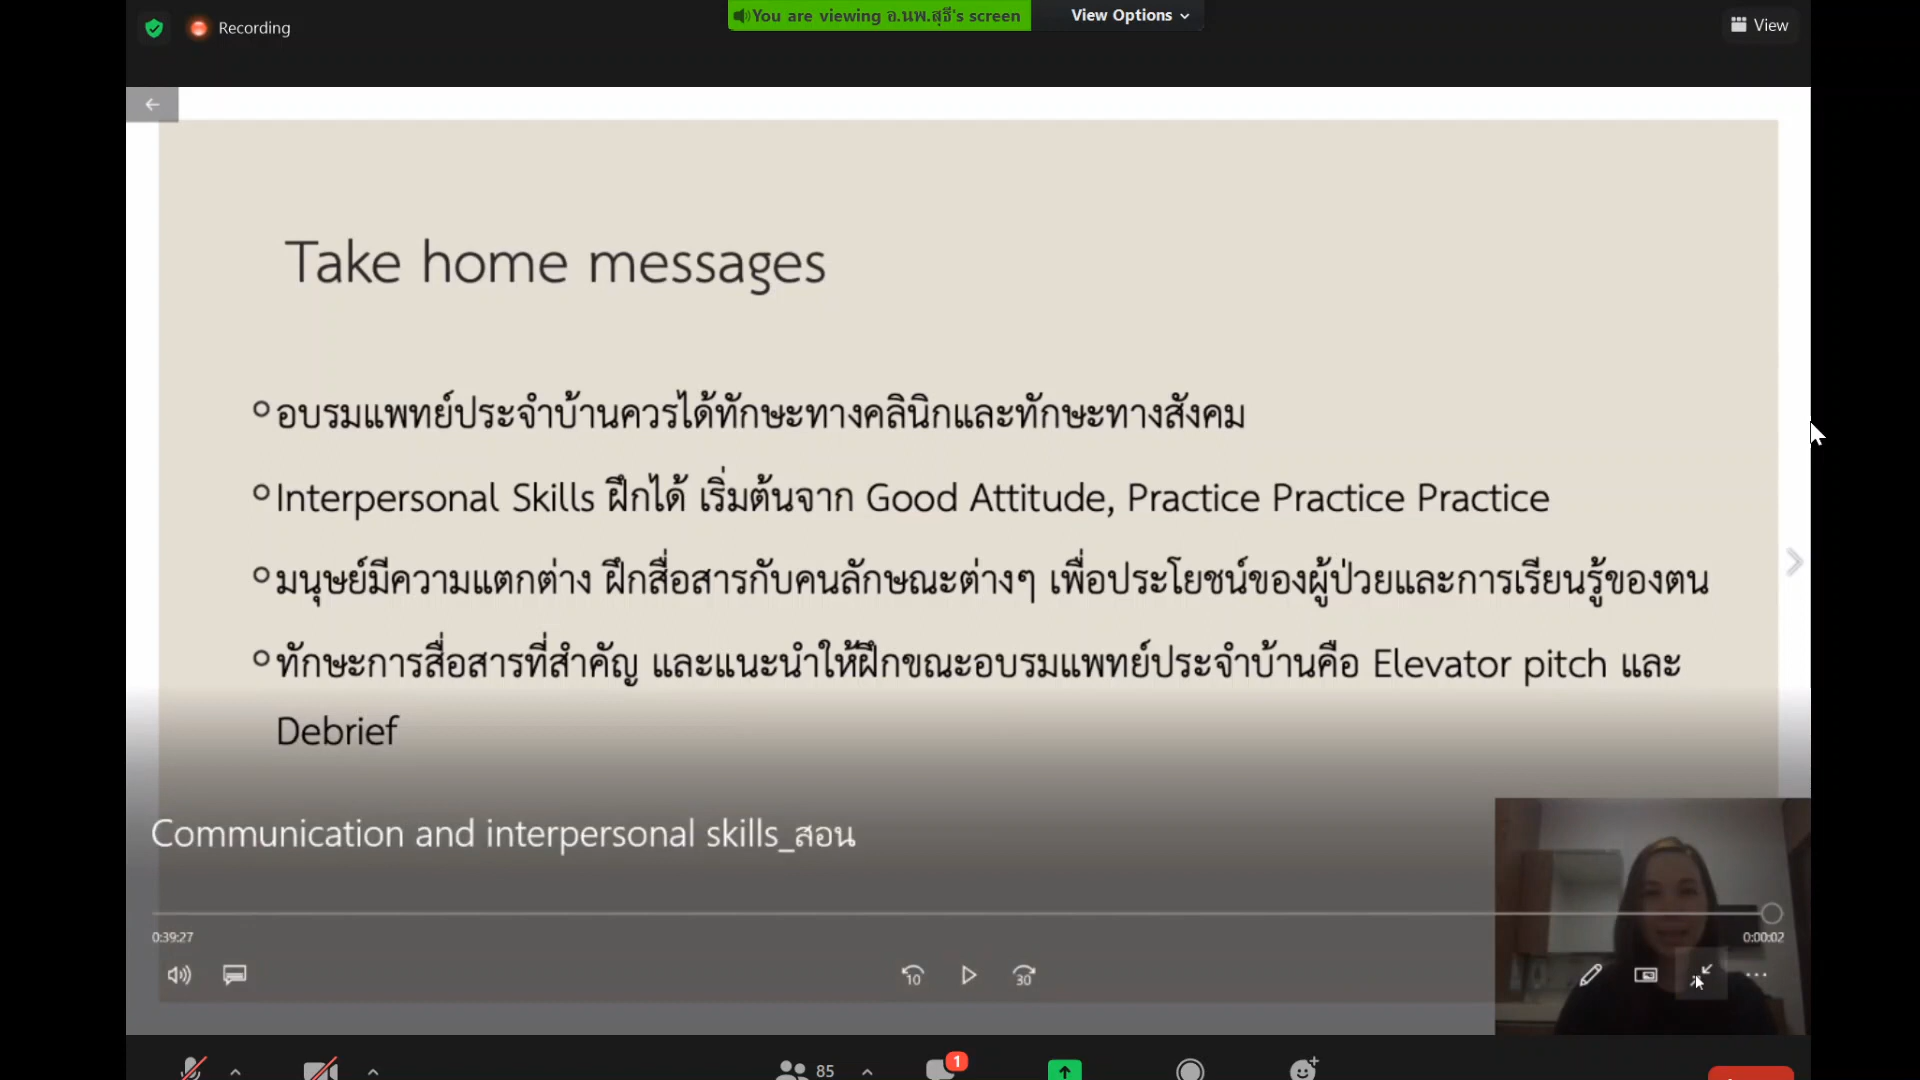 Recording
You are viewing อ.นพ.สุธี's screen
View Options
View
Take home messages
อบรมแพทย์ประจำบ้านควรได้ทักษะทางคลินิกและทักษะทางสังคม
Interpersonal Skills ฝึกได้ เริ่มต้นจาก Good Attitude, Practice Practice Practice
มนุษย์มีความแตกต่าง ฝึกสื่อสารกับคนลักษณะต่างๆ เพื่อประโยชน์ของผู้ป่วยและการเรียนรู้ของตน
ทักษะการสื่อสารที่สำคัญ และแนะนำให้ฝึกขณะอบรมแพทย์ประจำบ้านคือ Elevator pitch และ
Debrief
Communication and interpersonal skills_สอน
0:39:27
0:00:02
10
30
85
1